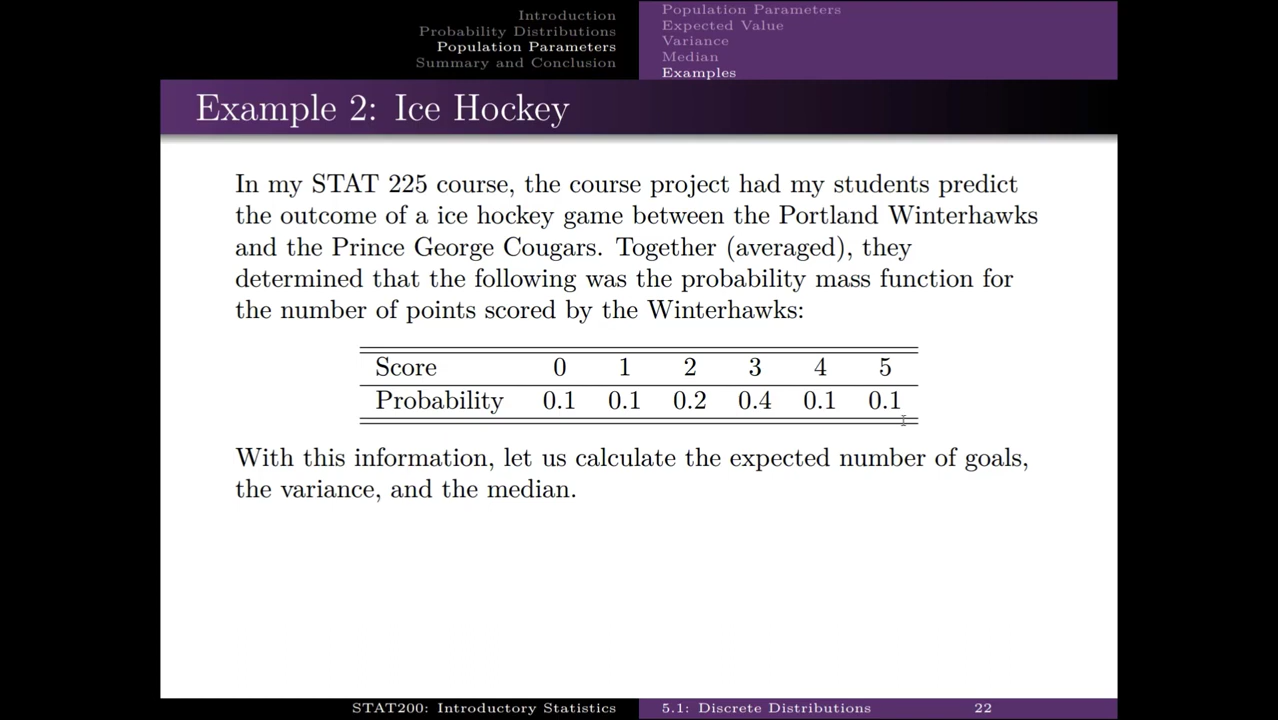 Introduction
Probability Distributions
Population Parameters
Summary and Conclusion
Population Parameters
Expected Value
Variance
Median
Examples
Example 2: Ice Hockey
In my STAT 225 course, the course project had my students predict
the outcome of a ice hockey game between the Portland Winterhawks
and the Prince George Cougars. Together (averaged), they
determined that the following was the probability mass function for
the number of points scored by the Winterhawks:
Score 0 1 2 3 4 5
Probability 0.1 0.1 0.2 0.4 0.1 0.1
With this information, let us calculate the expected number of goals,
the variance, and the median.
STAT200: Introductory Statistics 5.1: Discrete Distributions 22